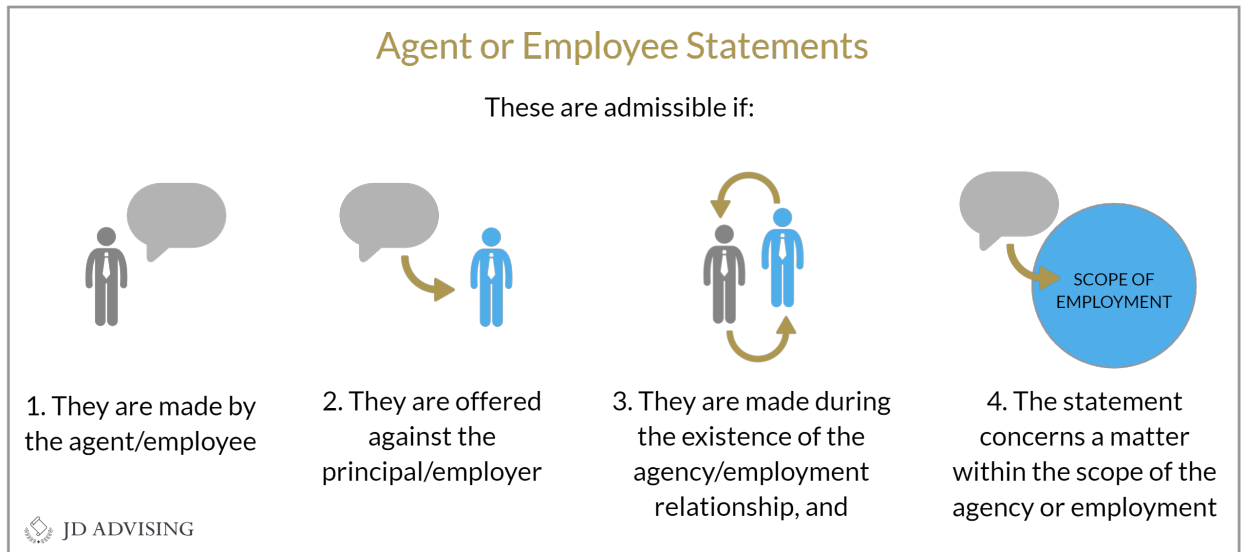 Agent or Employee Statements
These are admissible if:
1. They are made by
the agent/employee
2. They are offered
against the
principal/employer
3. They are made during
the existence of the
agency/employment
relationship, and
SCOPE OF
EMPLOYMENT
4. The statement
concerns a matter
within the scope of the
agency or employment
JD ADVISING